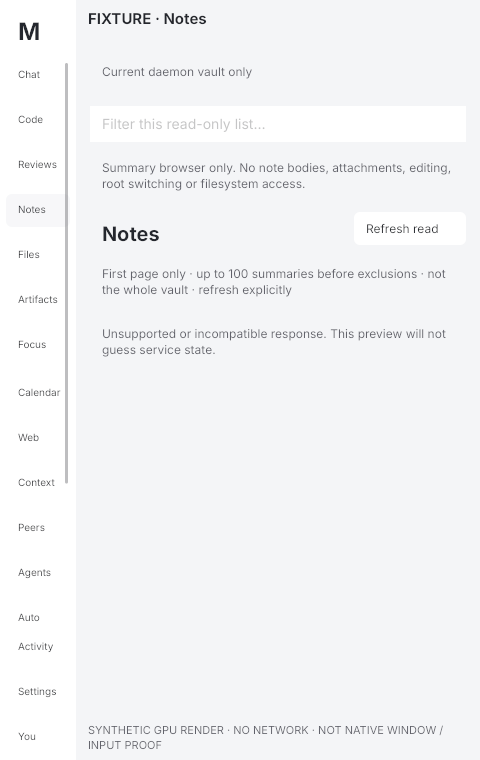 M
Chat
Code
Reviews
Notes
Files
Artifacts
Focus
Calendar
Web
Context
Peers
Agents
Auto
Activity
Settings
You
FIXTURE · Notes
Current daemon vault only
Filter this read-only list...
Summary browser only. No note bodies, attachments, editing,
root switching or filesystem access.
Notes
Refresh read
First page only · up to 100 summaries before exclusions · not
the whole vault · refresh explicitly
Unsupported or incompatible response. This preview will not
guess service state.
SYNTHETIC GPU RENDER · NO NETWORK · NOT NATIVE WINDOW /
INPUT PROOF